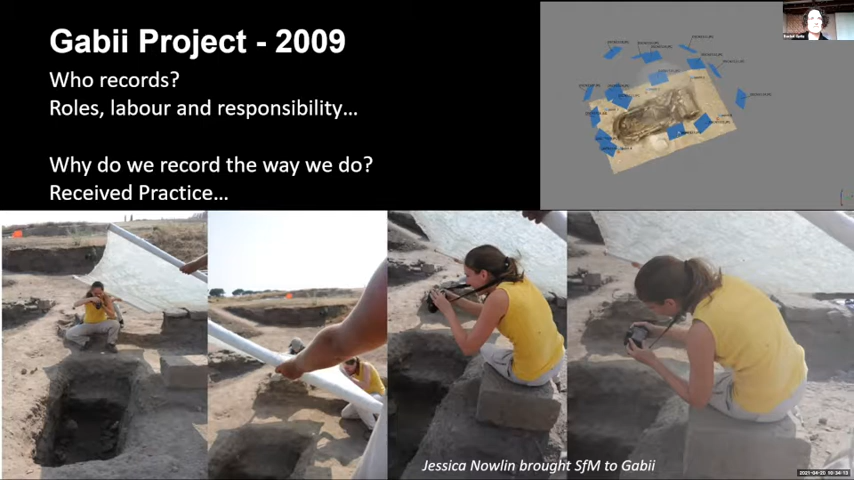 Gabii Project - 2009
Who records?
Roles, labour and responsibility...
Why do we record the way we do?
Received Practice...
Jessica Nowlin brought SfM to Gabii
2021-04-20 10:34:13